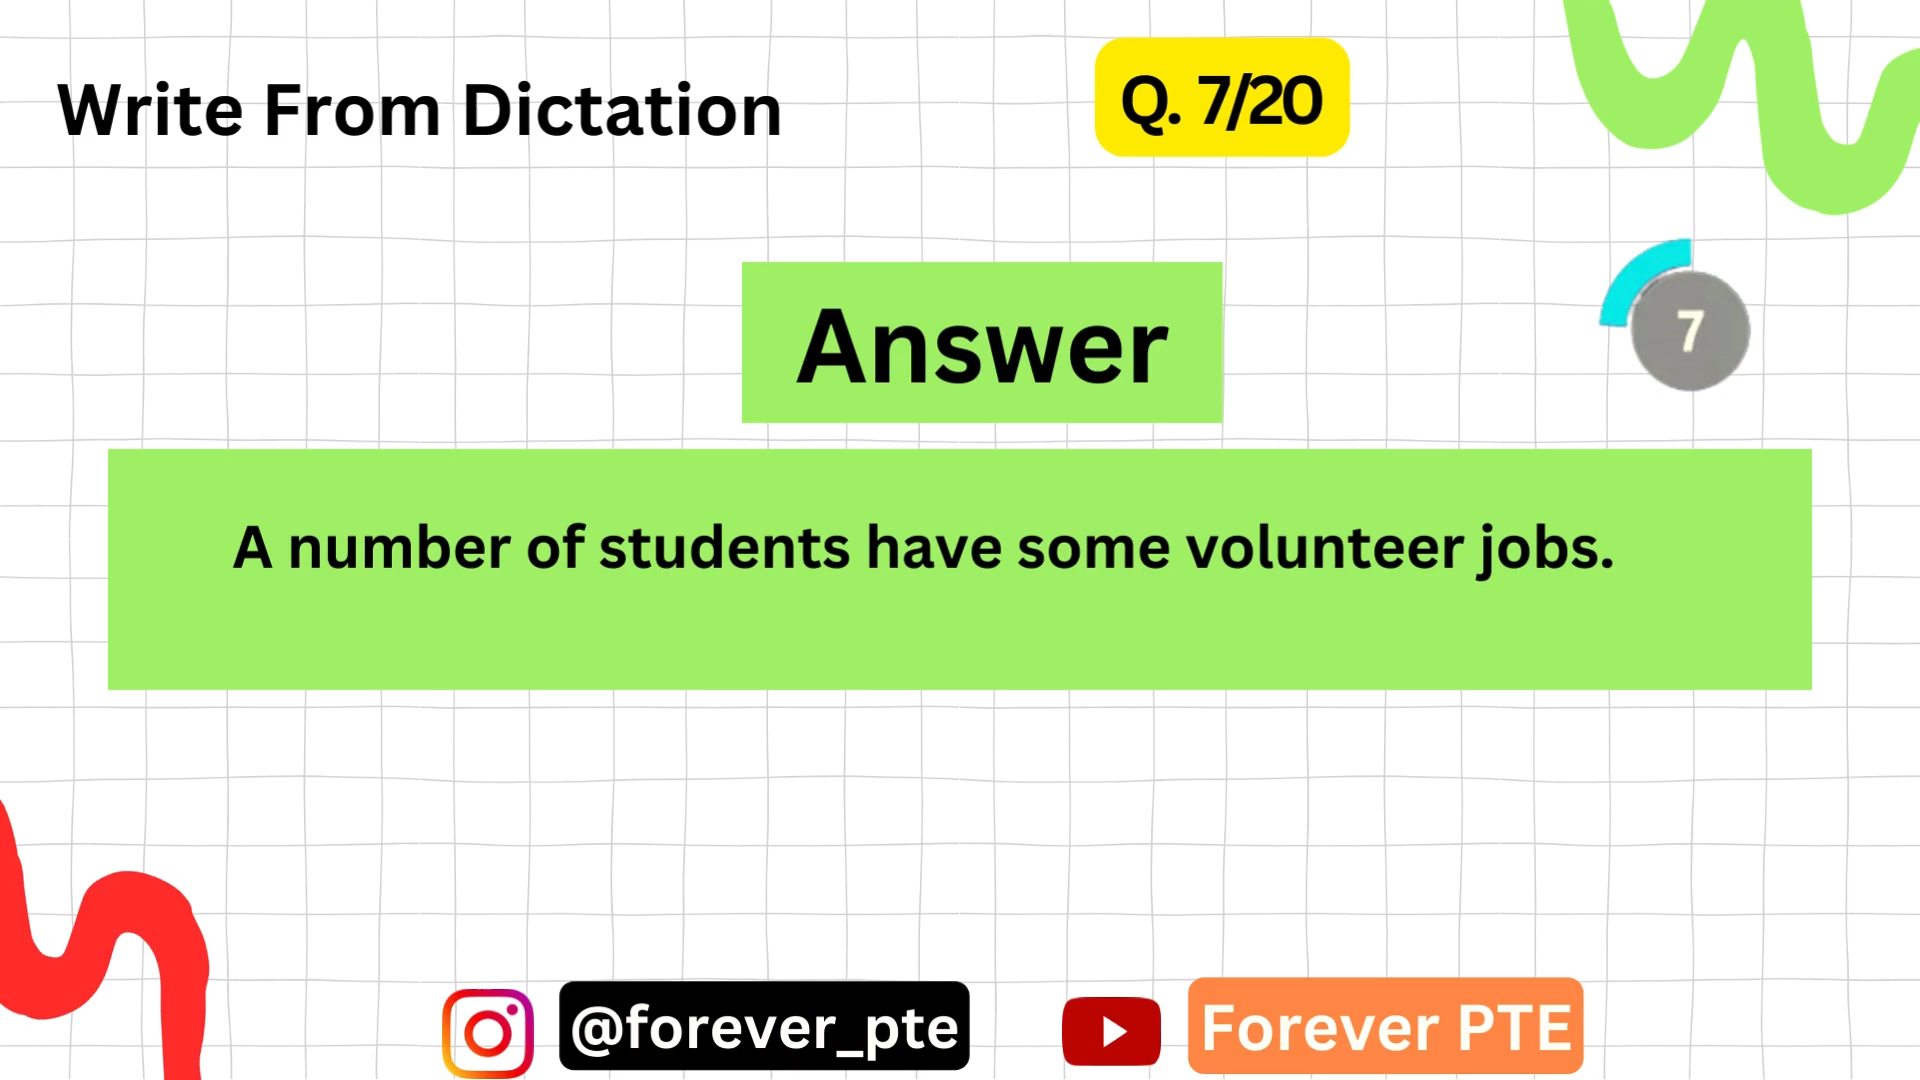 Write From Dictation
Q. 7/20
Answer
7
A number of students have some volunteer jobs.
@forever_pte
Forever PTE